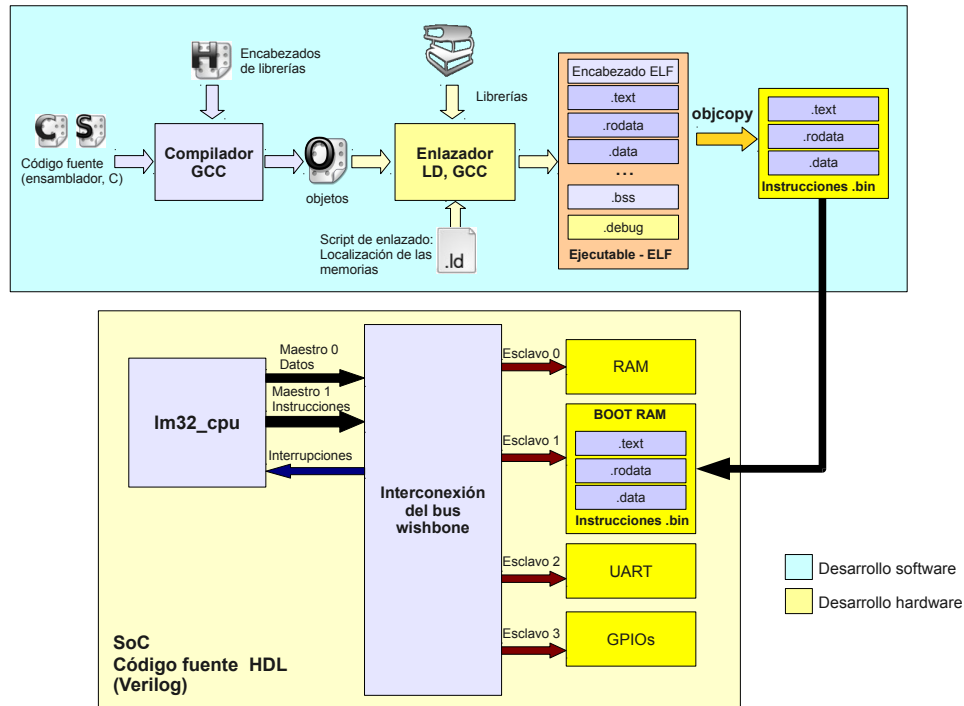 H
Encabezados
de librerías
Librerías
C
S
Código fuente
(ensamblador, C)
Compilador
GCC
O
objetos
Enlazador
LD, GCC
Script de enlazado:
Localización de las
memorias
.ld
Encabezado ELF
.text
.rodata
.data
...
.bss
.debug
Ejecutable - ELF
objcopy
.text
.rodata
.data
Instrucciones .bin
lm32_cpu
Maestro 0
Datos
Maestro 1
Instrucciones
Interrupciones
Interconexión
del bus
wishbone
Esclavo 0
RAM
Esclavo 1
BOOT RAM
.text
.rodata
.data
Instrucciones .bin
Esclavo 2
UART
Esclavo 3
GPIOs
SoC
Código fuente HDL
(Verilog)
Desarrollo software
Desarrollo hardware